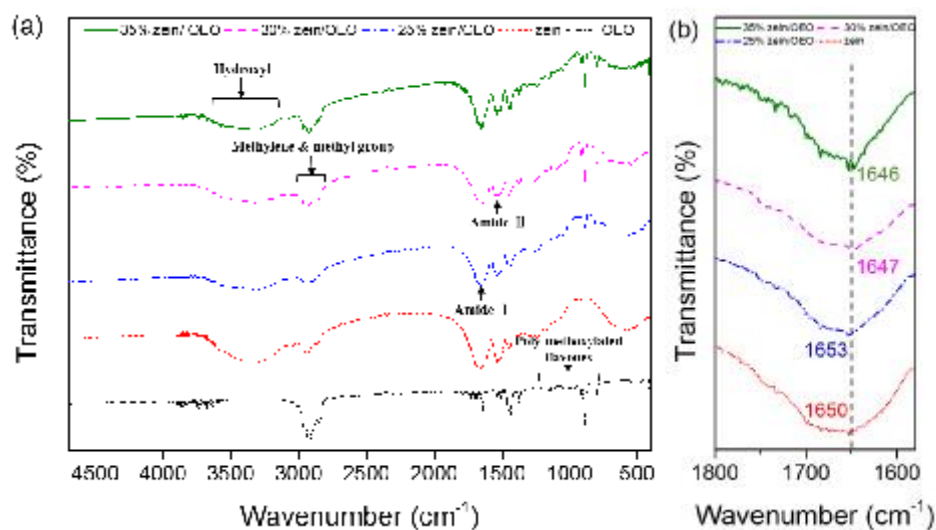 (a)
35% zein/ OEO 30% zein/OEO 25% zein/OEO zein OEO
Hydroxyl
Methylene & methyl group
Amide II
Amide I
Poly methoxylated
flavones
Transmittance (%)
4500 4000 3500 3000 2500 2000 1500 1000 500
Wavenumber (cm-1)
(b)
35% zein/OEO 30% zein/OEO
25% zein/OEO zein
1646
1647
1653
1650
Transmittance (%)
1800 1700 1600
Wavenumber (cm-1)